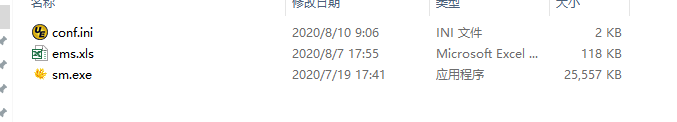 名称 修改日期 类型 大小
conf.ini 2020/8/10 9:06 INI 文件 2 KB
ems.xls 2020/8/7 17:55 Microsoft Excel ... 118 KB
sm.exe 2020/7/19 17:41 应用程序 25,557 KB